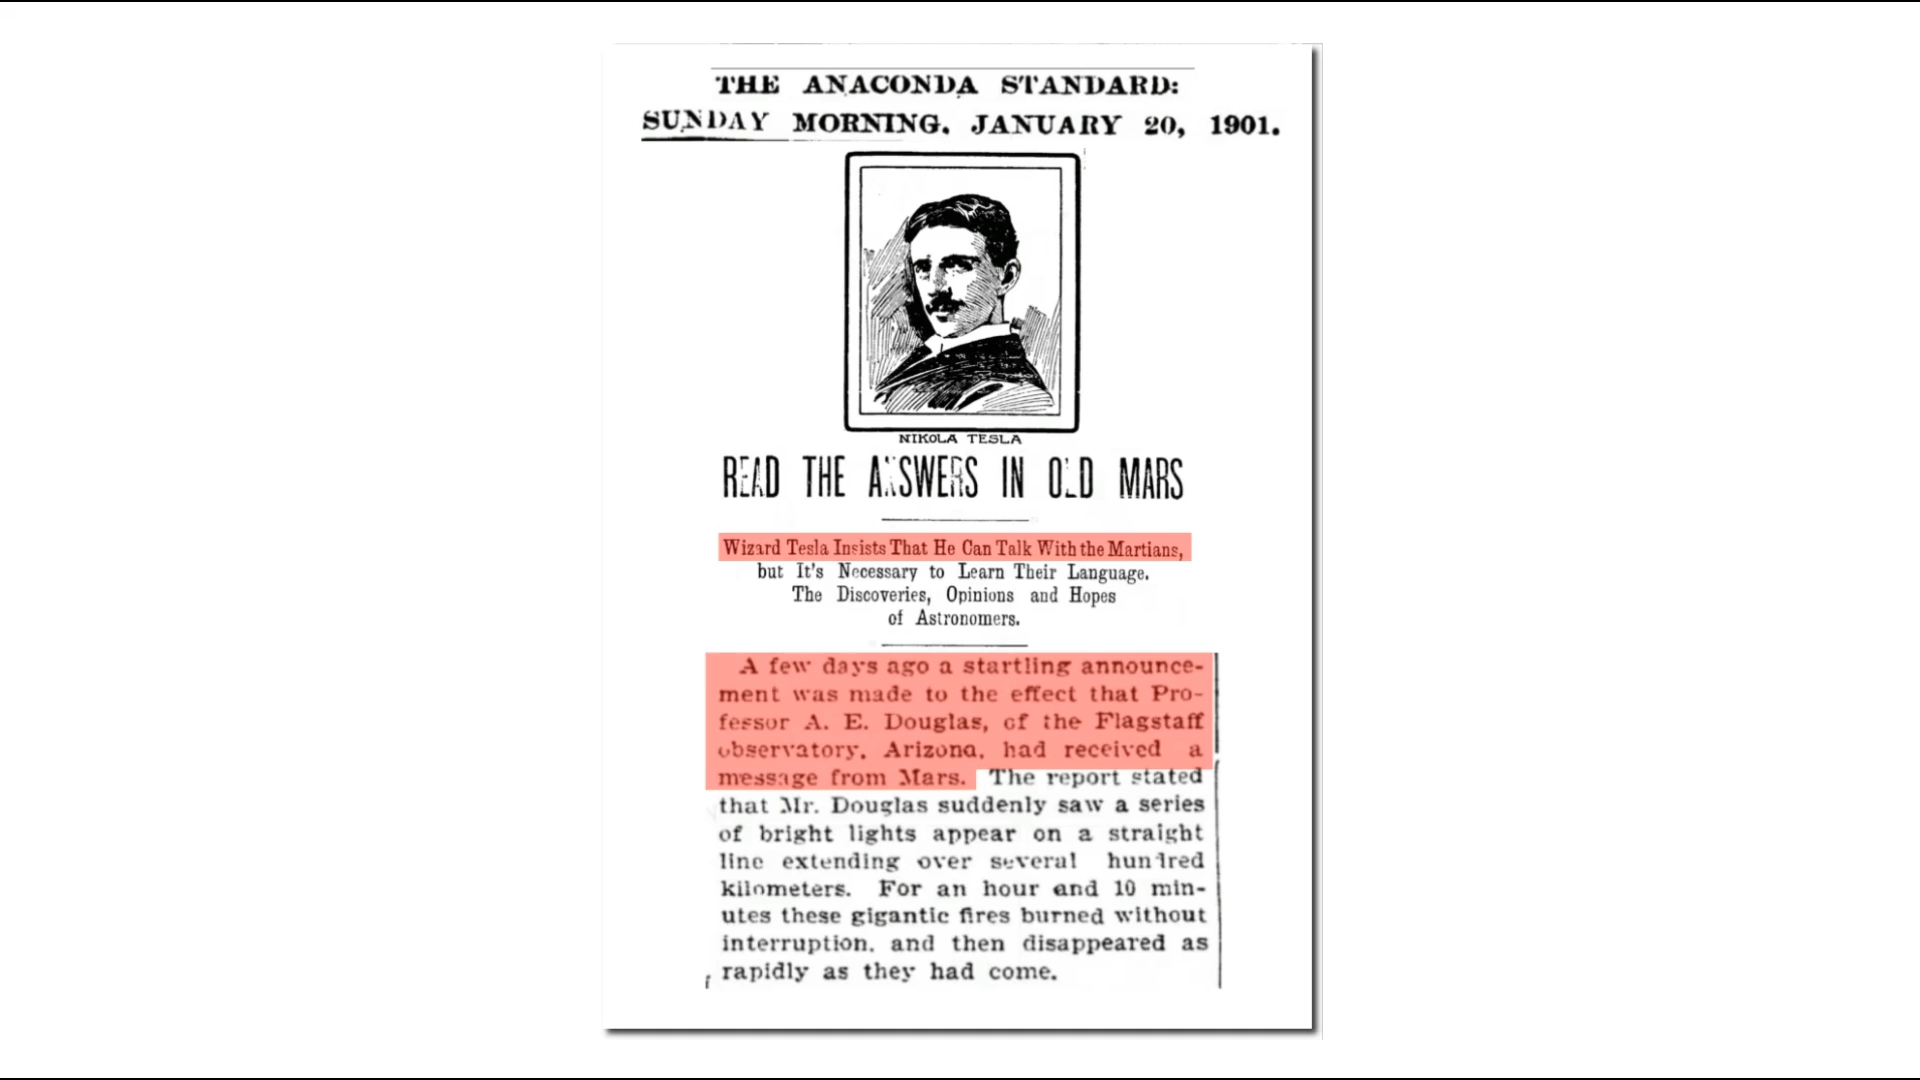 THE ANACONDA STANDARD:
SUNDAY MORNING, JANUARY 20, 1901.
NIKOLA TESLA
READ THE ANSWERS IN OLD MARS
Wizard Tesla Insists That He Can Talk With the Martians,
but It's Necessary to Learn Their Language.
The Discoveries, Opinions and Hopes
of Astronomers.
A few days ago a startling announce-
ment was made to the effect that Pro-
fessor A. E. Douglas, of the Flagstaff
observatory, Arizona, had received a
message from Mars. The report stated
that Mr. Douglas suddenly saw a series
of bright lights appear on a straight
line extending over several hundred
kilometers. For an hour and 10 min-
utes these gigantic fires burned without
interruption, and then disappeared as
rapidly as they had come.